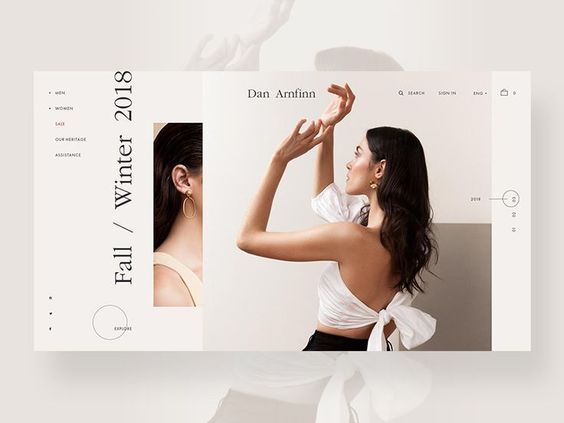 MEN
WOMEN
SALE
OUR HERITAGE
ASSISTANCE
Fall / Winter 2018
EXPLORE
Dan Arnfinn
SEARCH
SIGN IN
ENG
0
2018
03
02
01